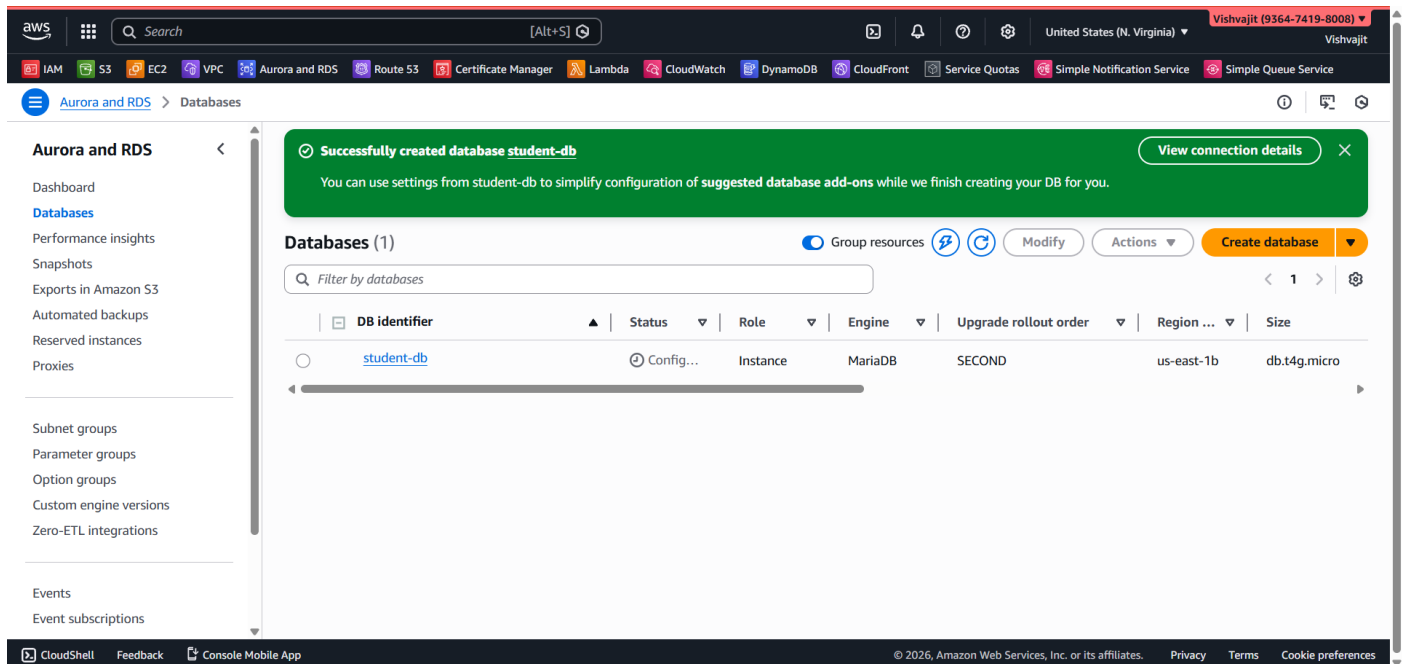 aws
Search [Alt+S]
United States (N. Virginia) ▼
Vishvajit (9364-7419-8008) ▼
Vishvajit
IAM S3 EC2 VPC Aurora and RDS Route 53 Certificate Manager Lambda CloudWatch DynamoDB CloudFront Service Quotas Simple Notification Service Simple Queue Service
Aurora and RDS > Databases
Aurora and RDS
Dashboard
Databases
Performance insights
Snapshots
Exports in Amazon S3
Automated backups
Reserved instances
Proxies
Subnet groups
Parameter groups
Option groups
Custom engine versions
Zero-ETL integrations
Events
Event subscriptions
Successfully created database student-db
View connection details
You can use settings from student-db to simplify configuration of suggested database add-ons while we finish creating your DB for you.
Databases (1)
Group resources
Modify
Actions ▼
Create database
Filter by databases
1
DB identifier Status Role Engine Upgrade rollout order Region ... Size
student-db Config... Instance MariaDB SECOND us-east-1b db.t4g.micro
CloudShell Feedback Console Mobile App
© 2026, Amazon Web Services, Inc. or its affiliates. Privacy Terms Cookie preferences